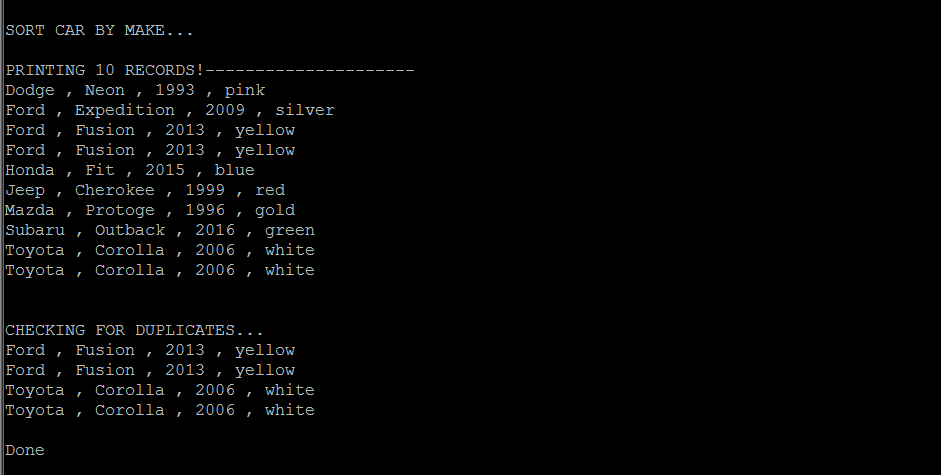 SORT CAR BY MAKE...
PRINTING 10 RECORDS!---------------------
Dodge , Neon , 1993 , pink
Ford , Expedition , 2009 , silver
Ford , Fusion , 2013 , yellow
Ford , Fusion , 2013 , yellow
Honda , Fit , 2015 , blue
Jeep , Cherokee , 1999 , red
Mazda , Protoge , 1996 , gold
Subaru , Outback , 2016 , green
Toyota , Corolla , 2006 , white
Toyota , Corolla , 2006 , white
CHECKING FOR DUPLICATES...
Ford , Fusion , 2013 , yellow
Ford , Fusion , 2013 , yellow
Toyota , Corolla , 2006 , white
Toyota , Corolla , 2006 , white
Done